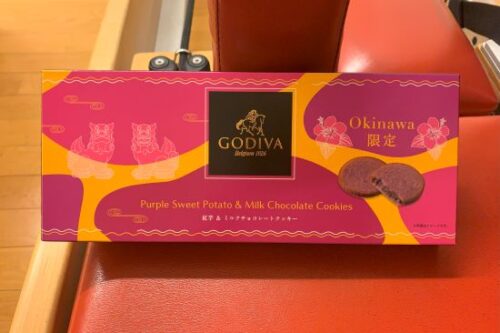 GODIVA
Belgium 1926
Okinawa
限定
Purple Sweet Potato & Milk Chocolate Cookies
紅芋 & ミルクチョコレートクッキー